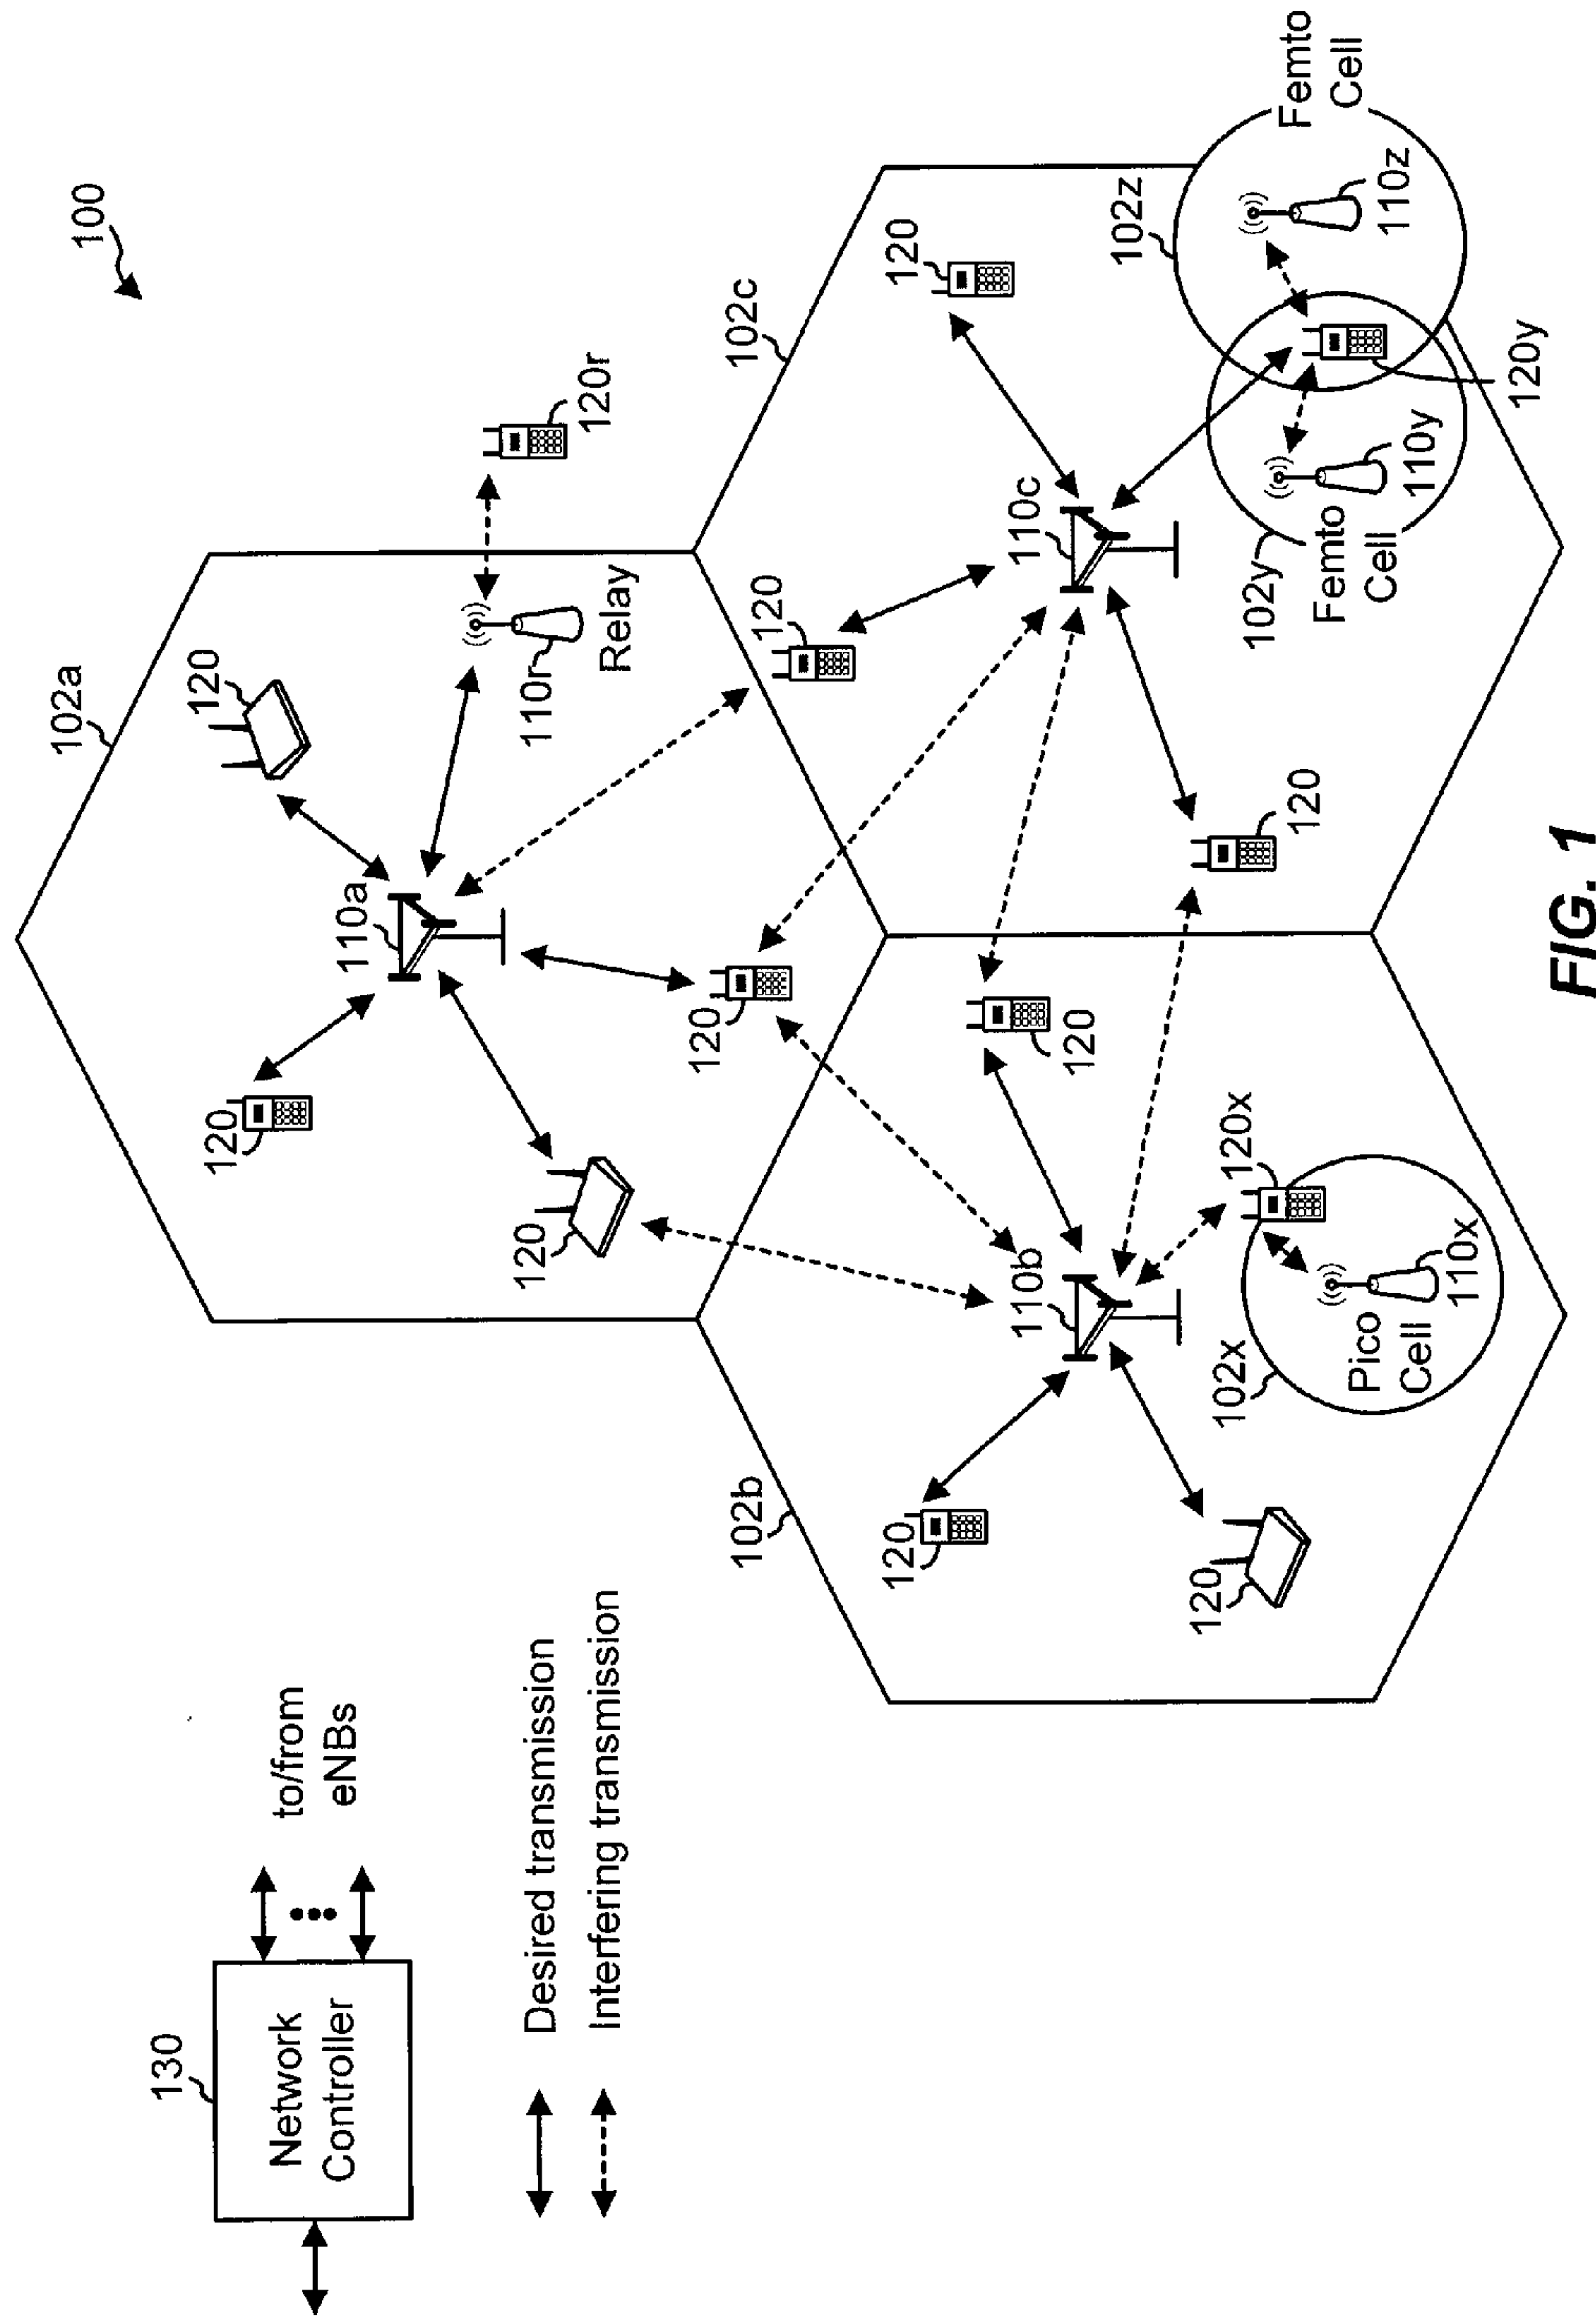 100
130
Network
Controller
to/from
eNBs
Desired transmission
Interfering transmission
102a
120
110a
120
120
120
110r
Relay
120r
102b
120
110b
120
120
102x
Pico
Cell
110x
120x
102c
120
120
110c
120
102y
Femto
Cell
110y
120y
102z
110z
Femto
Cell
FIG. 1